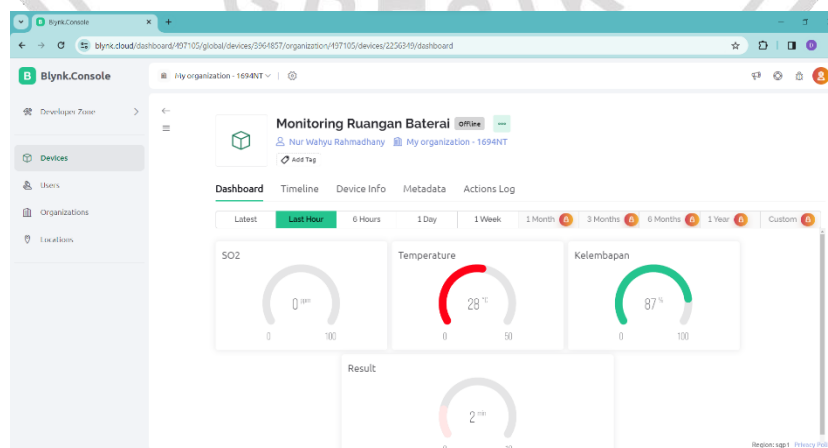 Blynk.Console
blynk.cloud/dashboard/497105/global/devices/3964857/organization/497105/devices/2256349/dashboard
B Blynk.Console
My organization - 1694NT
Developer Zone
Devices
Users
Organizations
Locations
Monitoring Ruangan Baterai Offline
Nur Wahyu Rahmadhany My organization - 1694NT
Add Tag
Dashboard Timeline Device Info Metadata Actions Log
Latest Last Hour 6 Hours 1 Day 1 Week 1 Month 3 Months 6 Months 1 Year Custom
SO2 Temperature Kelembapan
0 ppm 28 °C 87 %
0 100 0 50 0 100
Result
2 min
Region: sgp1 Privacy Poli